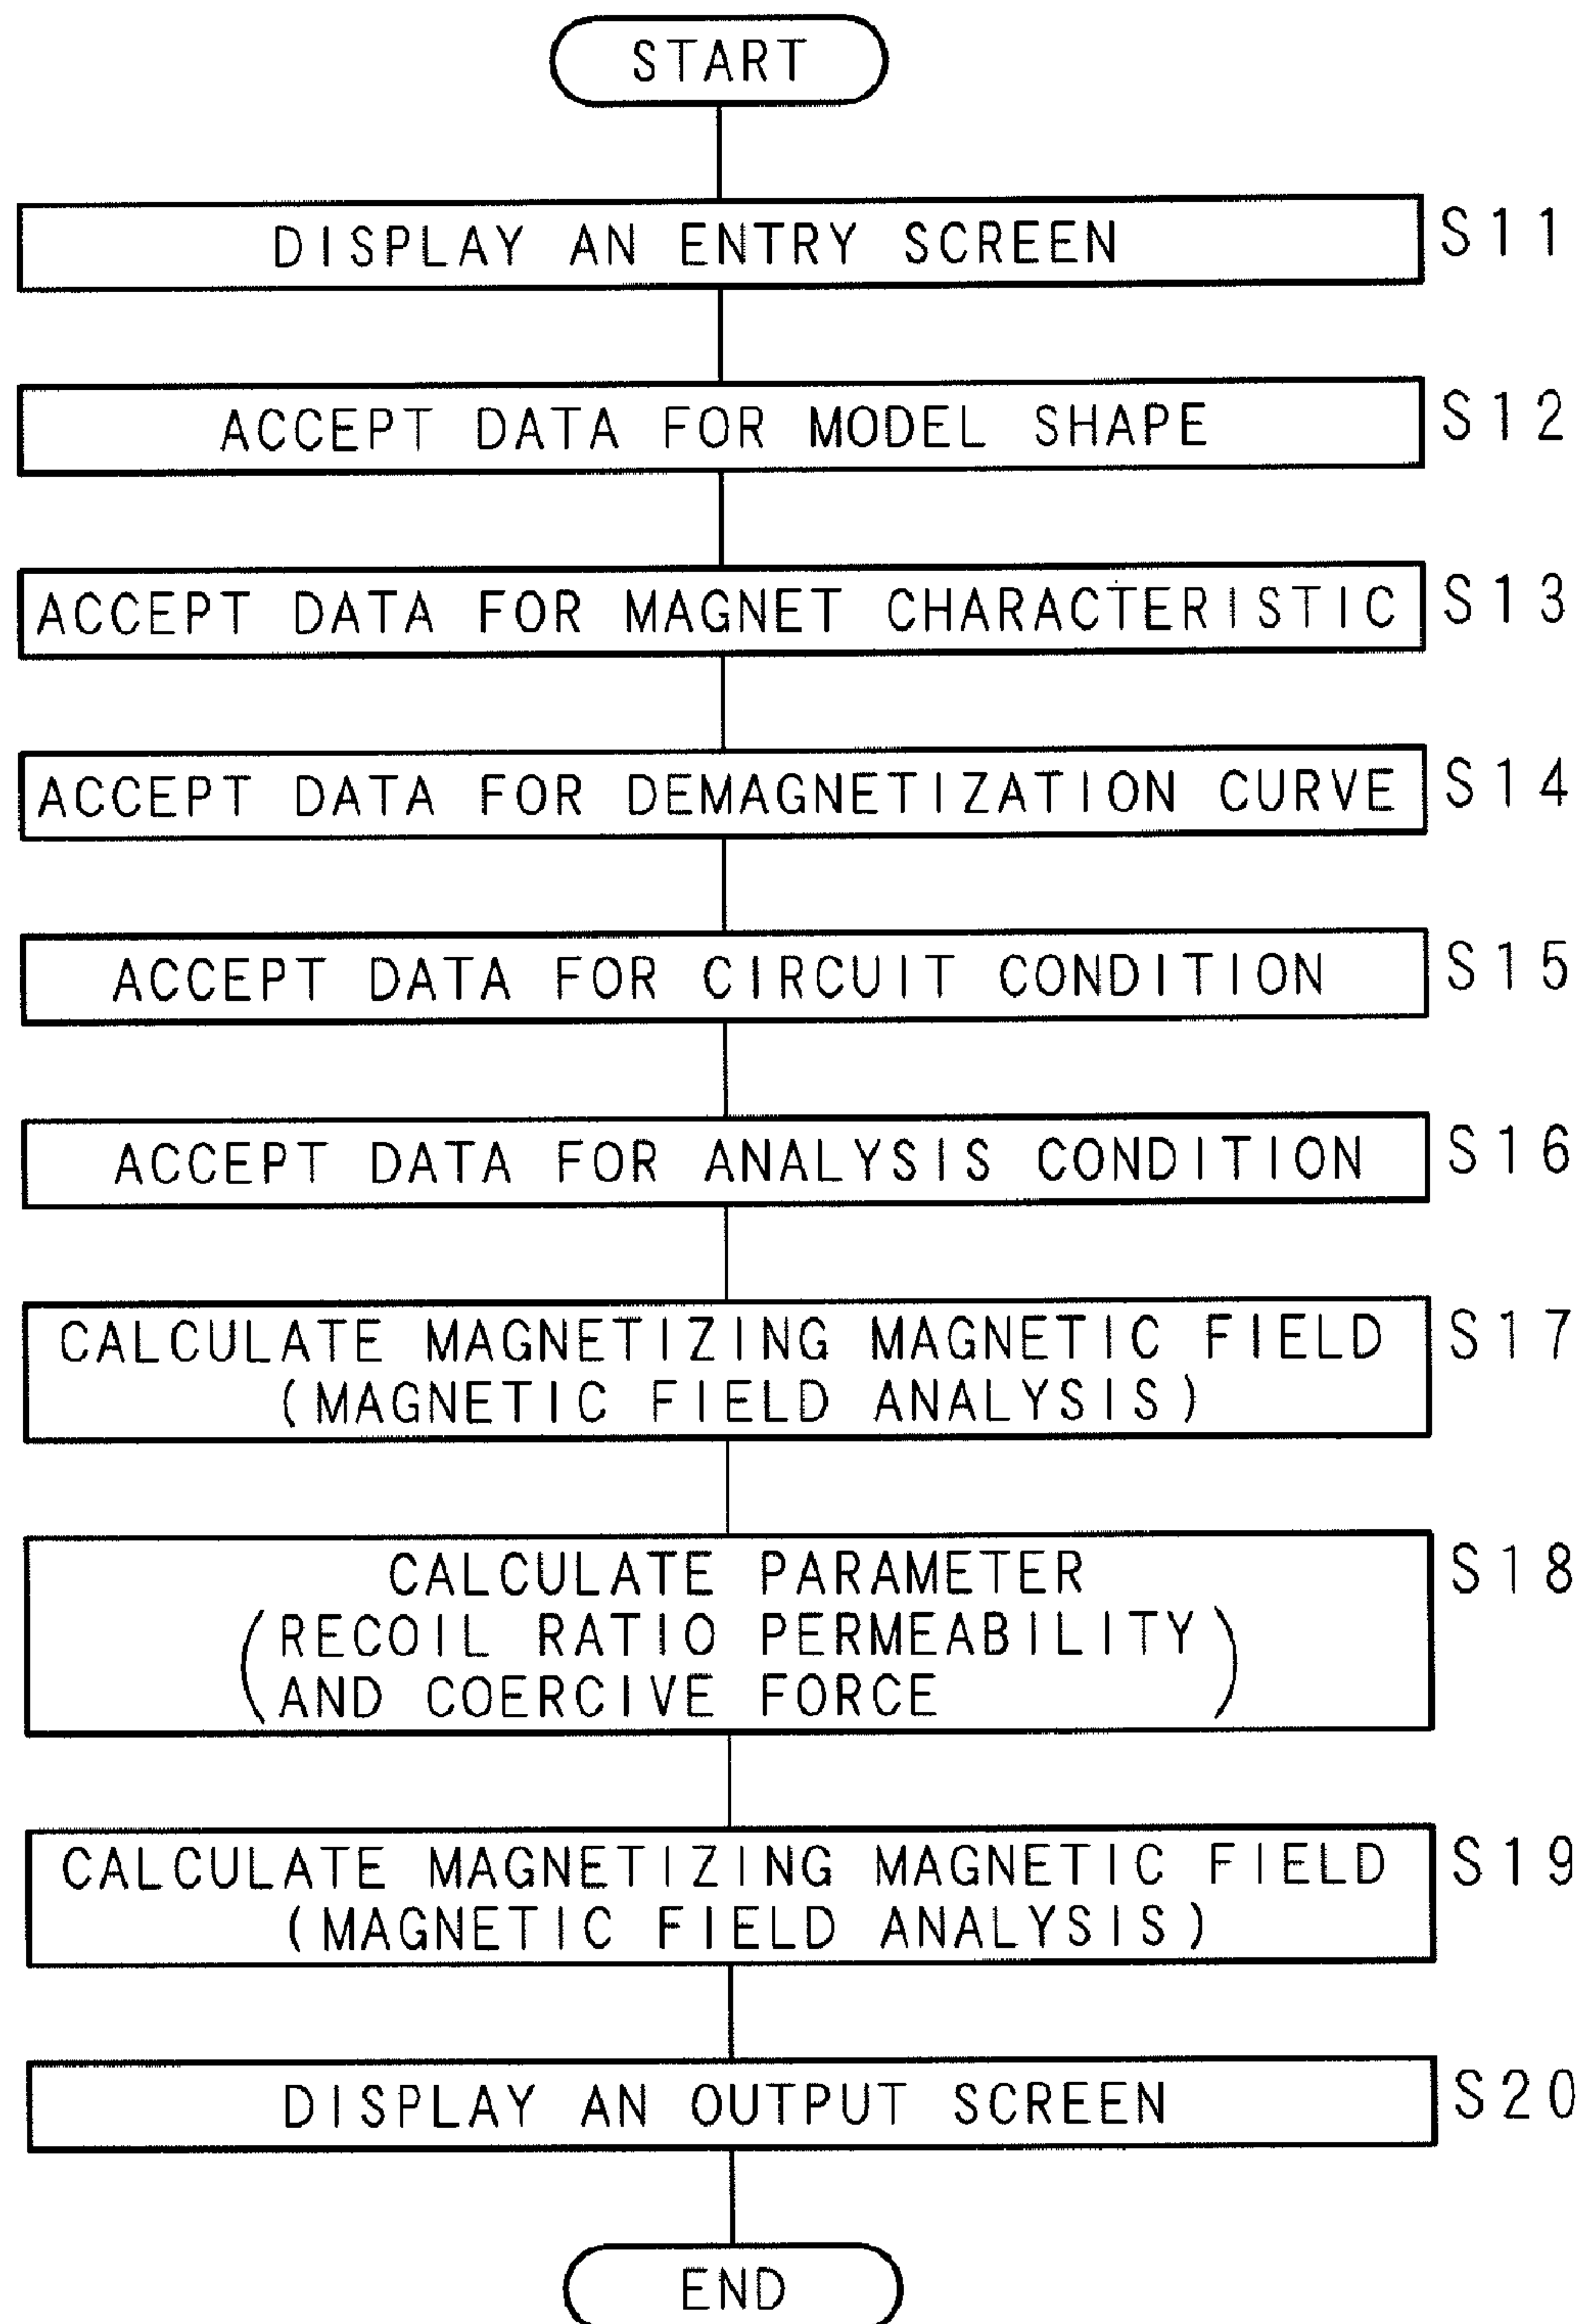 START
DISPLAY AN ENTRY SCREEN S11
ACCEPT DATA FOR MODEL SHAPE S12
ACCEPT DATA FOR MAGNET CHARACTERISTIC S13
ACCEPT DATA FOR DEMAGNETIZATION CURVE S14
ACCEPT DATA FOR CIRCUIT CONDITION S15
ACCEPT DATA FOR ANALYSIS CONDITION S16
CALCULATE MAGNETIZING MAGNETIC FIELD S17
(MAGNETIC FIELD ANALYSIS)
CALCULATE PARAMETER S18
(RECOIL RATIO PERMEABILITY
AND COERCIVE FORCE)
CALCULATE MAGNETIZING MAGNETIC FIELD S19
(MAGNETIC FIELD ANALYSIS)
DISPLAY AN OUTPUT SCREEN S20
END